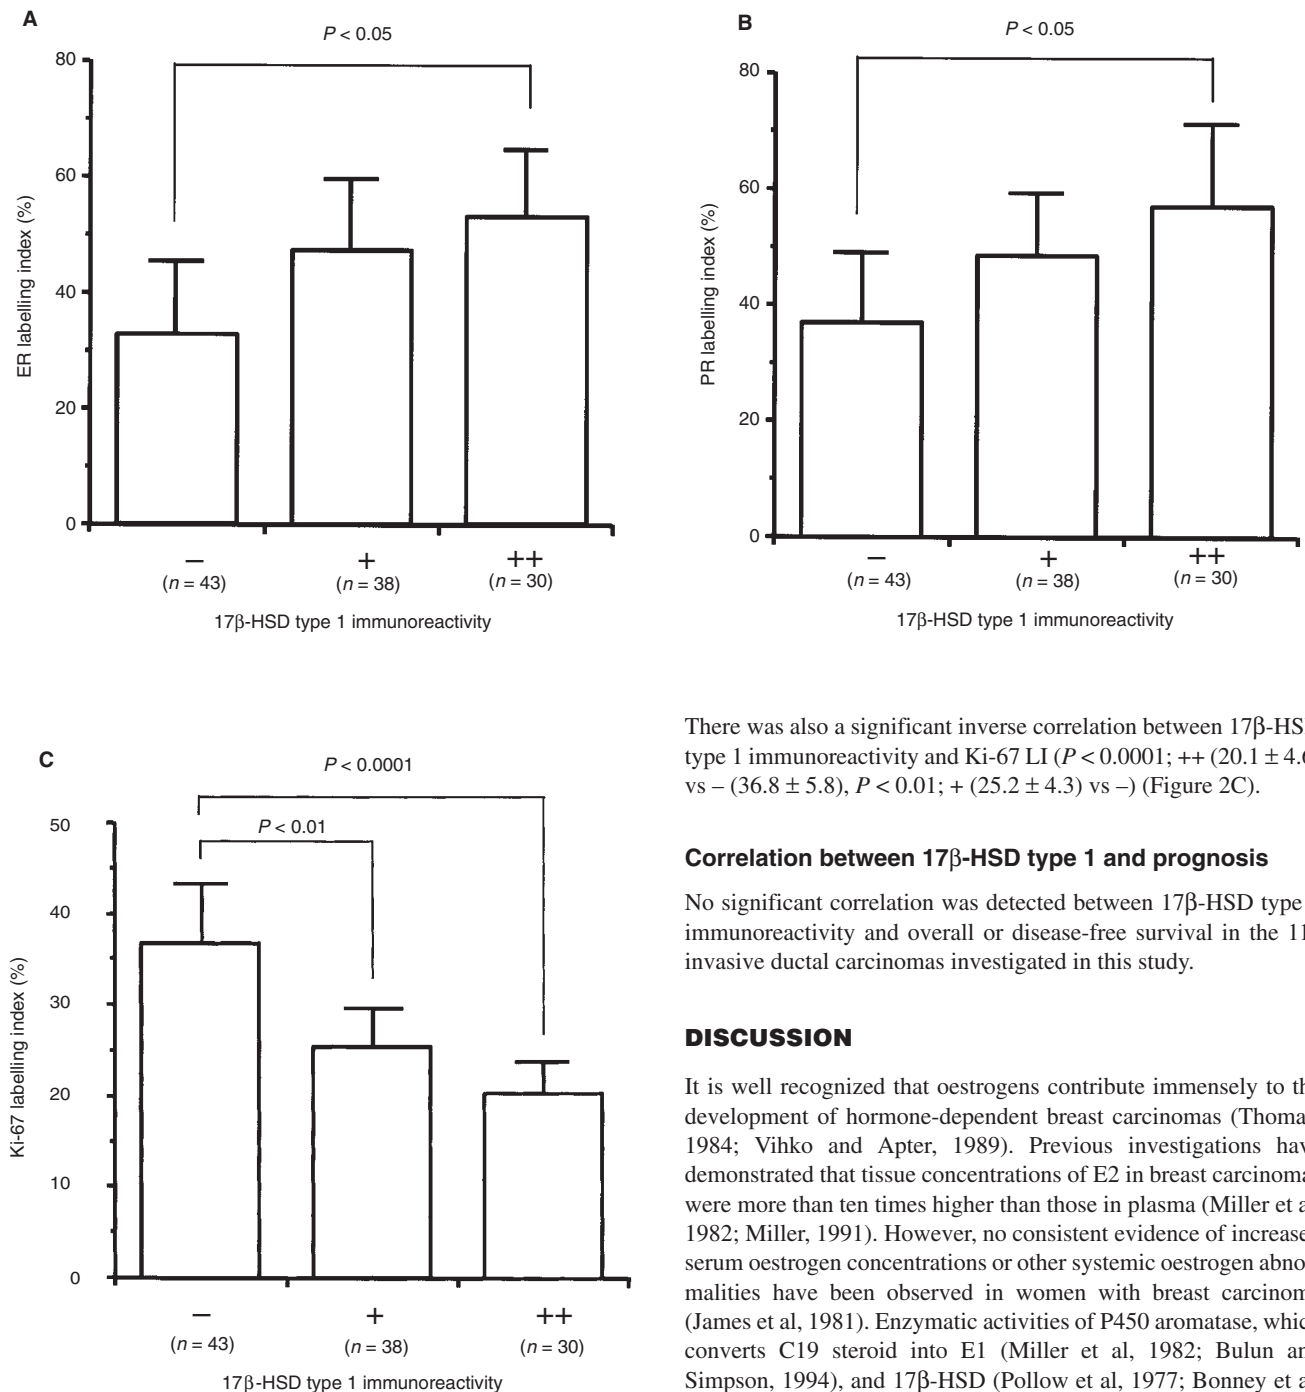 A
P < 0.05
80
60
40
20
0
ER labelling index (%)
– + ++
(n = 43) (n = 38) (n = 30)
17β-HSD type 1 immunoreactivity
B
P < 0.05
80
60
40
20
0
PR labelling index (%)
– + ++
(n = 43) (n = 38) (n = 30)
17β-HSD type 1 immunoreactivity
C
P < 0.0001
P < 0.01
50
40
30
20
10
0
Ki-67 labelling index (%)
– + ++
(n = 43) (n = 38) (n = 30)
17β-HSD type 1 immunoreactivity
There was also a significant inverse correlation between 17β-HS
type 1 immunoreactivity and Ki-67 LI (P < 0.0001; ++ (20.1 ± 4.
vs – (36.8 ± 5.8), P < 0.01; + (25.2 ± 4.3) vs –) (Figure 2C).
Correlation between 17β-HSD type 1 and prognosis
No significant correlation was detected between 17β-HSD type
immunoreactivity and overall or disease-free survival in the 11
invasive ductal carcinomas investigated in this study.
DISCUSSION
It is well recognized that oestrogens contribute immensely to th
development of hormone-dependent breast carcinomas (Thoma
1984; Vihko and Apter, 1989). Previous investigations hav
demonstrated that tissue concentrations of E2 in breast carcinoma
were more than ten times higher than those in plasma (Miller et a
1982; Miller, 1991). However, no consistent evidence of increase
serum oestrogen concentrations or other systemic oestrogen abno
malities have been observed in women with breast carcinom
(James et al, 1981). Enzymatic activities of P450 aromatase, whic
converts C19 steroid into E1 (Miller et al, 1982; Bulun an
Simpson, 1994), and 17β-HSD (Pollow et al, 1977; Bonney et a